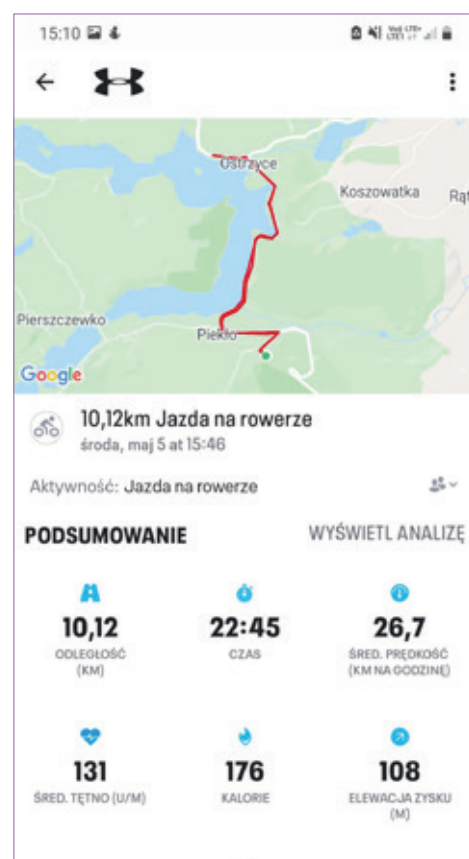 15:10
Ostrzyce
Koszowatka
Rąt
Pierszczewko
Piekło
Google
10,12km Jazda na rowerze
środa, maj 5 at 15:46
Aktywność: Jazda na rowerze
PODSUMOWANIE
WYŚWIETL ANALIZĘ
10,12
22:45
26,7
ODLEGŁOŚĆ
(KM)
CZAS
ŚRED. PRĘDKOŚĆ
(KM NA GODZINĘ)
131
176
108
ŚRED. TĘTNO (U/M)
KALORIE
ELEWACJA ZYSKU
(M)